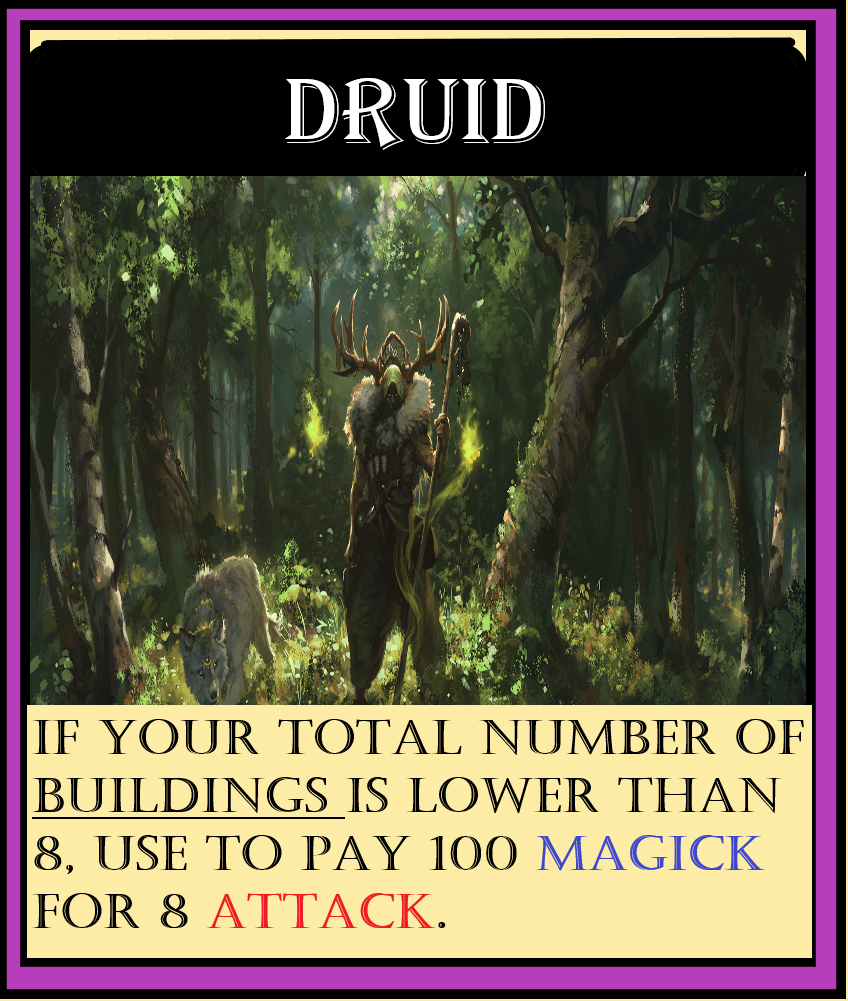 DRUID
IF YOUR TOTAL NUMBER OF
BUILDINGS IS LOWER THAN
8, USE TO PAY 100 MAGICK
FOR 8 ATTACK.